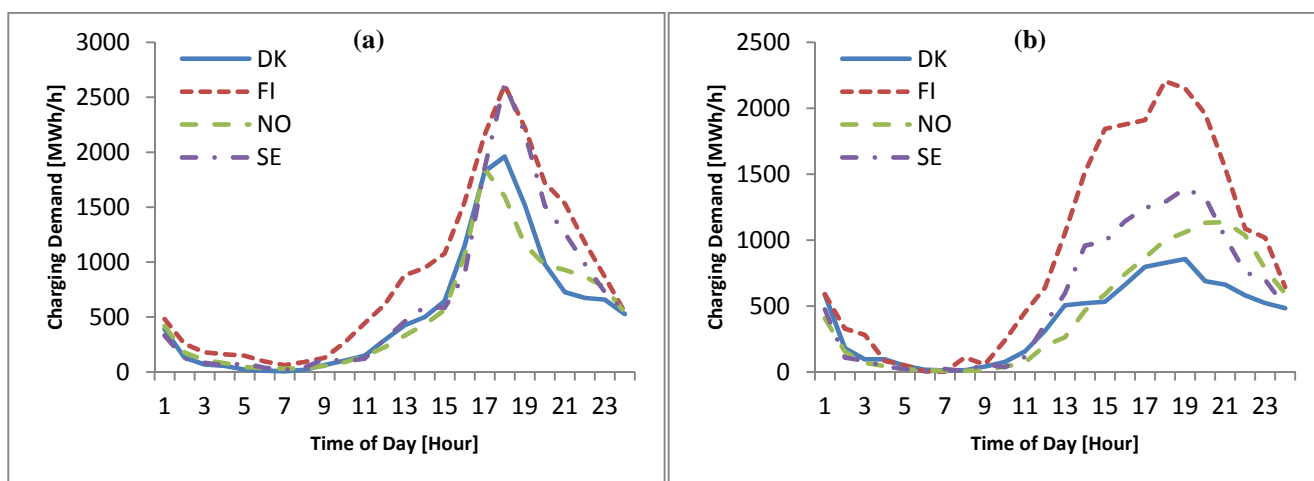 (a)
3000
2500
2000
1500
1000
500
0
Charging Demand [MWh/h]
DK
FI
NO
SE
1 3 5 7 9 11 13 15 17 19 21 23
Time of Day [Hour]
(b)
2500
2000
1500
1000
500
0
Charging Demand [MWh/h]
DK
FI
NO
SE
1 3 5 7 9 11 13 15 17 19 21 23
Time of Day [Hour]